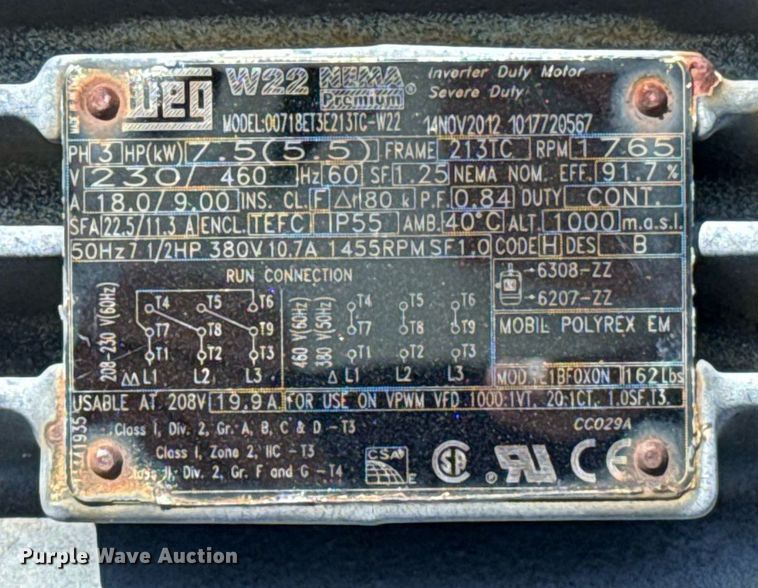 WEG W22 NEMA Premium® Inverter Duty Motor
Severe Duty
MODEL:00718ET3E213TC-W22 14NOV2012 1017720567
PH 3 HP(kW) 7.5(5.5) FRAME 213TC RPM 1765
V 230/460 Hz 60 SF 1.25 NEMA NOM. EFF. 91.7%
A 18.0/9.00 INS. CL. F Δt 80 k P.F. 0.84 DUTY CONT.
SFA 22.5/11.3 A ENCL. TEFC IP55 AMB. 40°C ALT. 1000 m.a.s.l.
50Hz 7 1/2HP 380V 10.7A 1455RPM SF1.0 CODE H DES B
RUN CONNECTION
208-230 V(60Hz)
T4 T5 T6
T7 T8 T9
T1 T2 T3
ΔΔ L1 L2 L3
460 V(60Hz)
380 V(50Hz)
T4 T5 T6
T7 T8 T9
T1 T2 T3
Δ L1 L2 L3
→6308-ZZ
→6207-ZZ
MOBIL POLYREX EM
162Lbs
USABLE AT 208V 19.9 A FOR USE ON VPWM VFD 1000:1VT, 20:1CT, 1.0SF,T3.
Class I, Div. 2, Gr. A, B, C & D - T3
CC029A
Class I, Zone 2, IIC - T3
Class II, Div. 2, Gr. F and G - T4
CSA E SA UR US CE
Purple Wave Auction